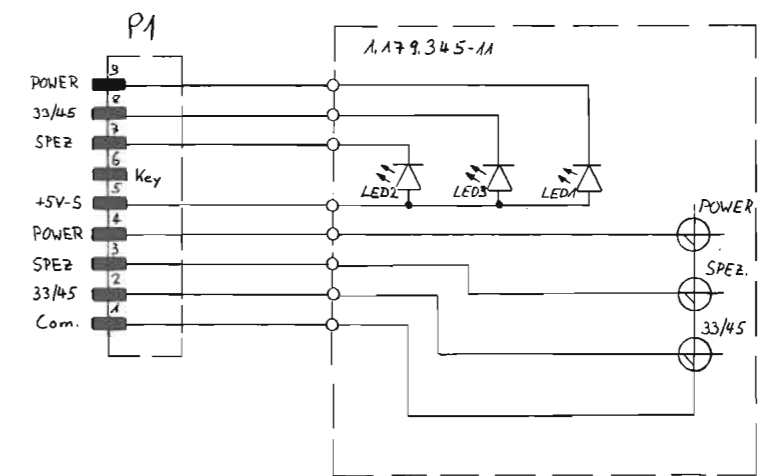 P1
1.179.345-11
POWER 9
33/45 8
SPEZ 7
6 Key
+5V-S 5
POWER 4
SPEZ 3
33/45 2
Com. 1
LED2 LED3 LED1
POWER
SPEZ.
33/45